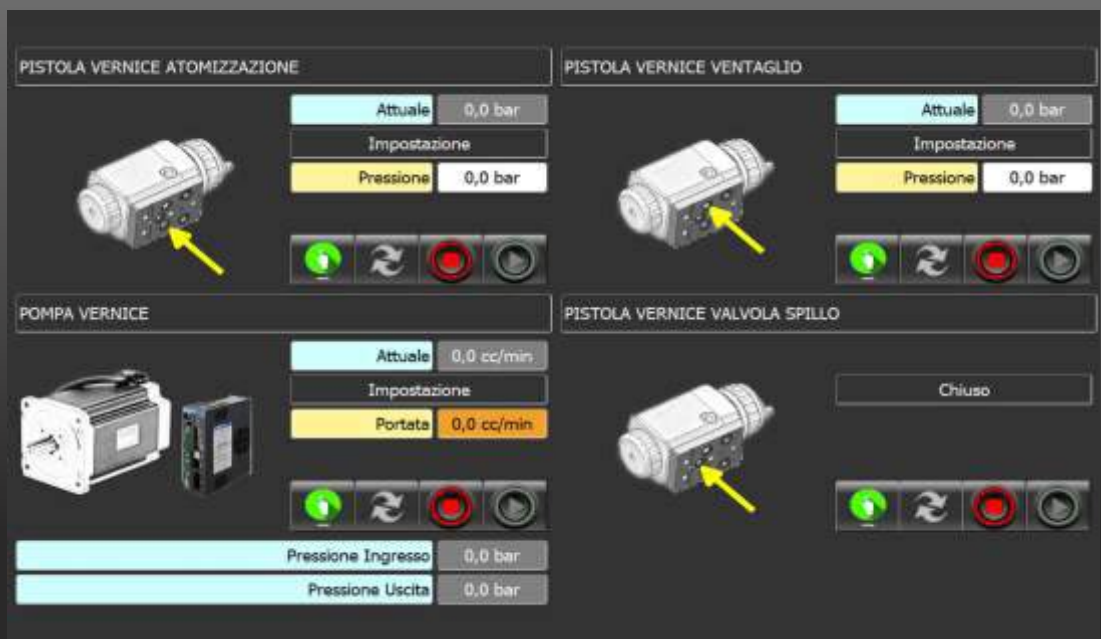 PISTOLA VERNICE ATOMIZZAZIONE
Attuale 0,0 bar
Impostazione
Pressione 0,0 bar
PISTOLA VERNICE VENTAGLIO
Attuale 0,0 bar
Impostazione
Pressione 0,0 bar
POMPA VERNICE
Attuale 0,0 cc/min
Impostazione
Portata 0,0 cc/min
Pressione Ingresso 0,0 bar
Pressione Uscita 0,0 bar
PISTOLA VERNICE VALVOLA SPILLO
Chiuso